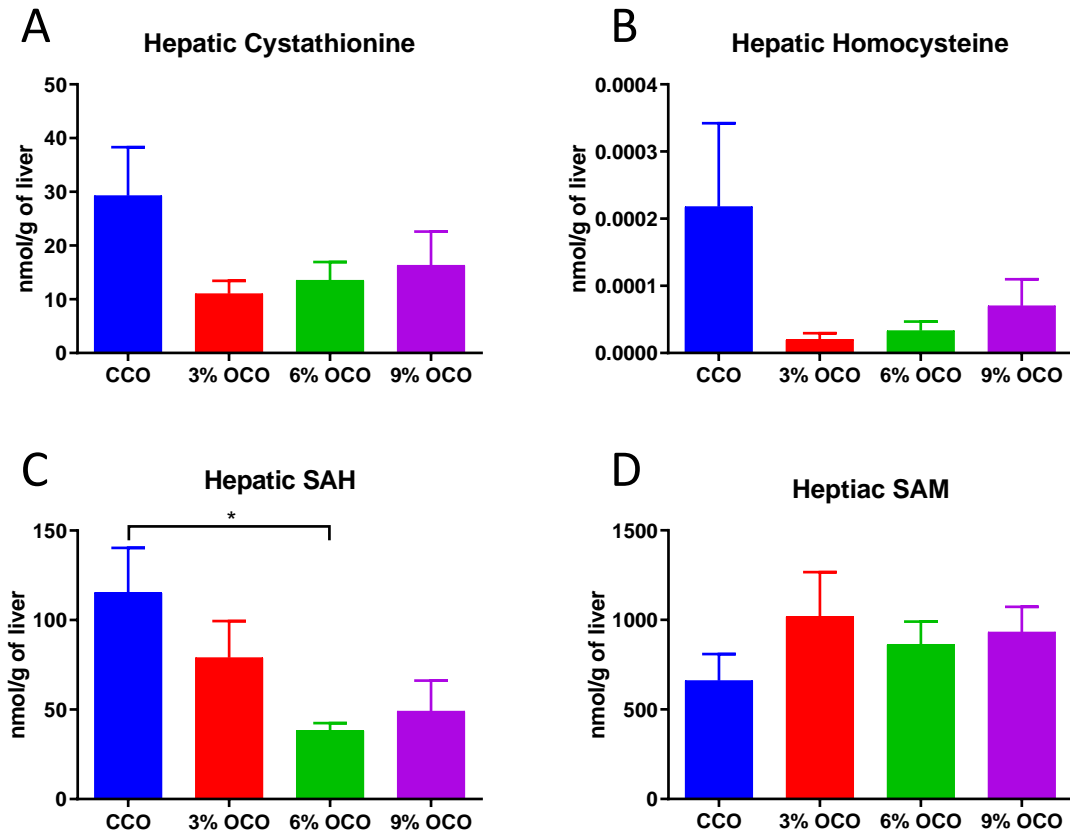 A
Hepatic Cystathionine
50
40
30
20
10
0
nmol/g of liver
CCO 3% OCO 6% OCO 9% OCO
B
Hepatic Homocysteine
0.0004
0.0003
0.0002
0.0001
0.0000
nmol/g of liver
CCO 3% OCO 6% OCO 9% OCO
C
Hepatic SAH
*
150
100
50
0
nmol/g of liver
CCO 3% OCO 6% OCO 9% OCO
D
Heptiac SAM
1500
1000
500
0
nmol/g of liver
CCO 3% OCO 6% OCO 9% OCO